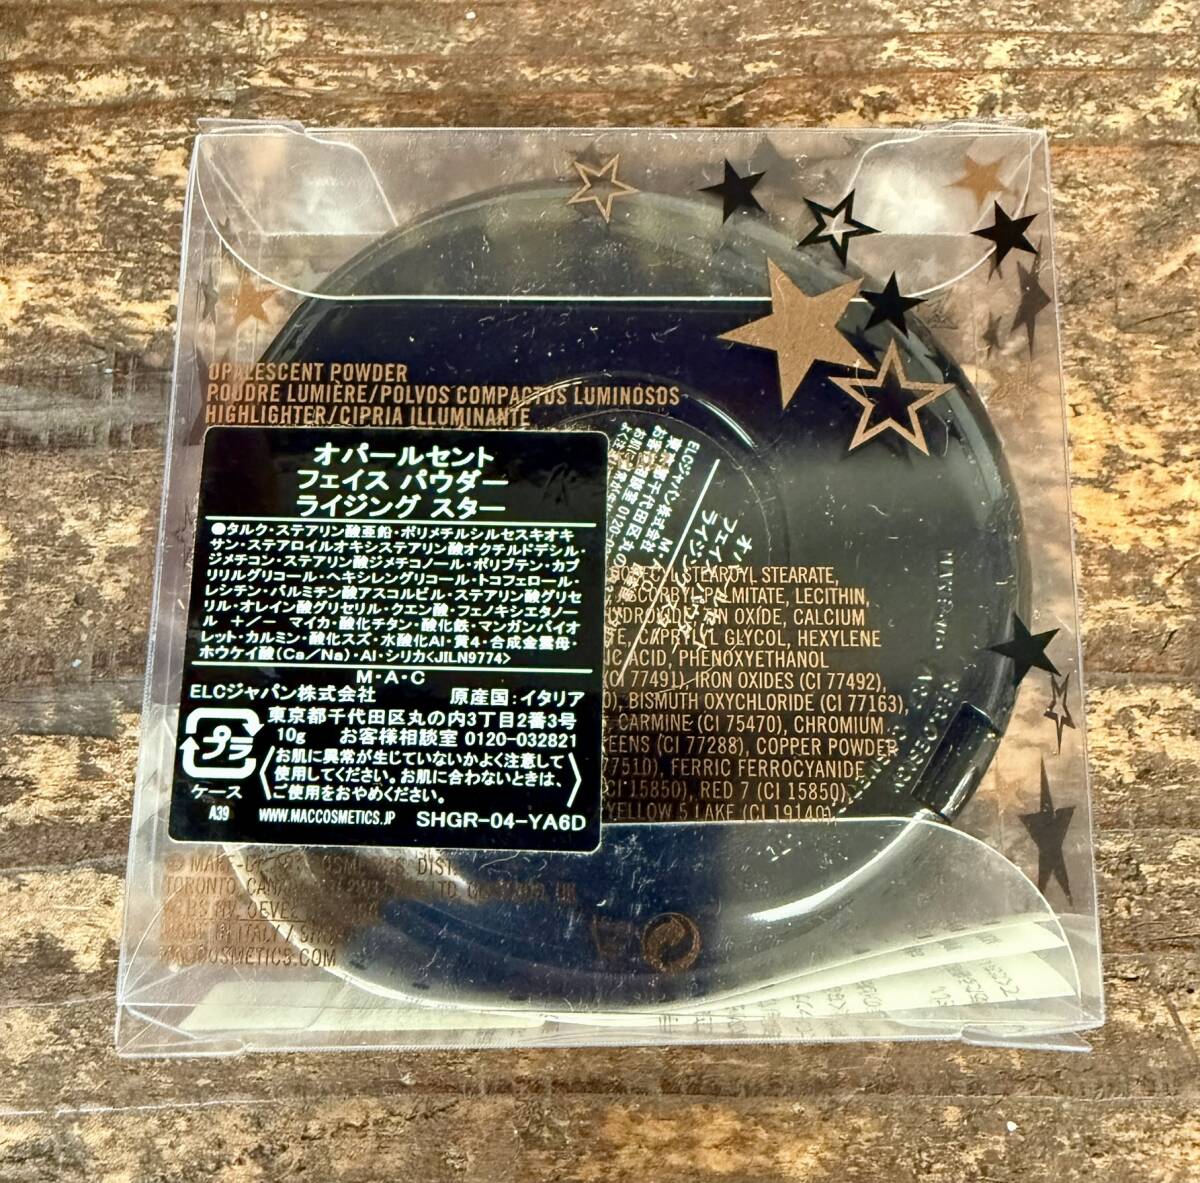 OPALESCENT POWDER
POUDRE LUMIÈRE/POLVOS COMPACTOS LUMINOSOS
HIGHLIGHTER/CIPRIA ILLUMINANTE
オパールセント
フェイス パウダー
ライジング スター
●タルク・ステアリン酸亜鉛・ポリメチルシルセスキオキ
サン・ステアロイルオキシステアリン酸オクチルドデシル・
ジメチコン・ステアリン酸ジメチコノール・ポリブテン・カプ
リリルグリコール・ヘキシレングリコール・トコフェロール・
レシチン・パルミチン酸アスコルビル・ステアリン酸グリセ
リル・オレイン酸グリセリル・クエン酸・フェノキシエタノー
ル +/− マイカ・酸化チタン・酸化鉄・マンガンバイオ
レット・カルミン・酸化スズ・水酸化Al・黄4・合成金雲母・
ホウケイ酸(Ca/Na)・Al・シリカ<JILN9774>
M・A・C
ELCジャパン株式会社 原産国:イタリア
東京都千代田区丸の内3丁目2番3号
10g お客様相談室 0120-032821
プラ
ケース
お肌に異常が生じていないかよく注意して
使用してください。お肌に合わないときは、
ご使用をおやめください。
A39 WWW.MACCOSMETICS.JP SHGR-04-YA6D
STEAROYL STEARATE,
ASCORBYL PALMITATE, LECITHIN,
TIN OXIDE, CALCIUM
CAPRYLYL GLYCOL, HEXYLENE
ACID, PHENOXYETHANOL
(CI 77491), IRON OXIDES (CI 77492),
BISMUTH OXYCHLORIDE (CI 77163),
CARMINE (CI 75470), CHROMIUM
(CI 77288), COPPER POWDER
FERRIC FERROCYANIDE
(CI 15850), RED 7 (CI 15850),
YELLOW 5 LAKE (CI 19140),
MACCOSMETICS.COM